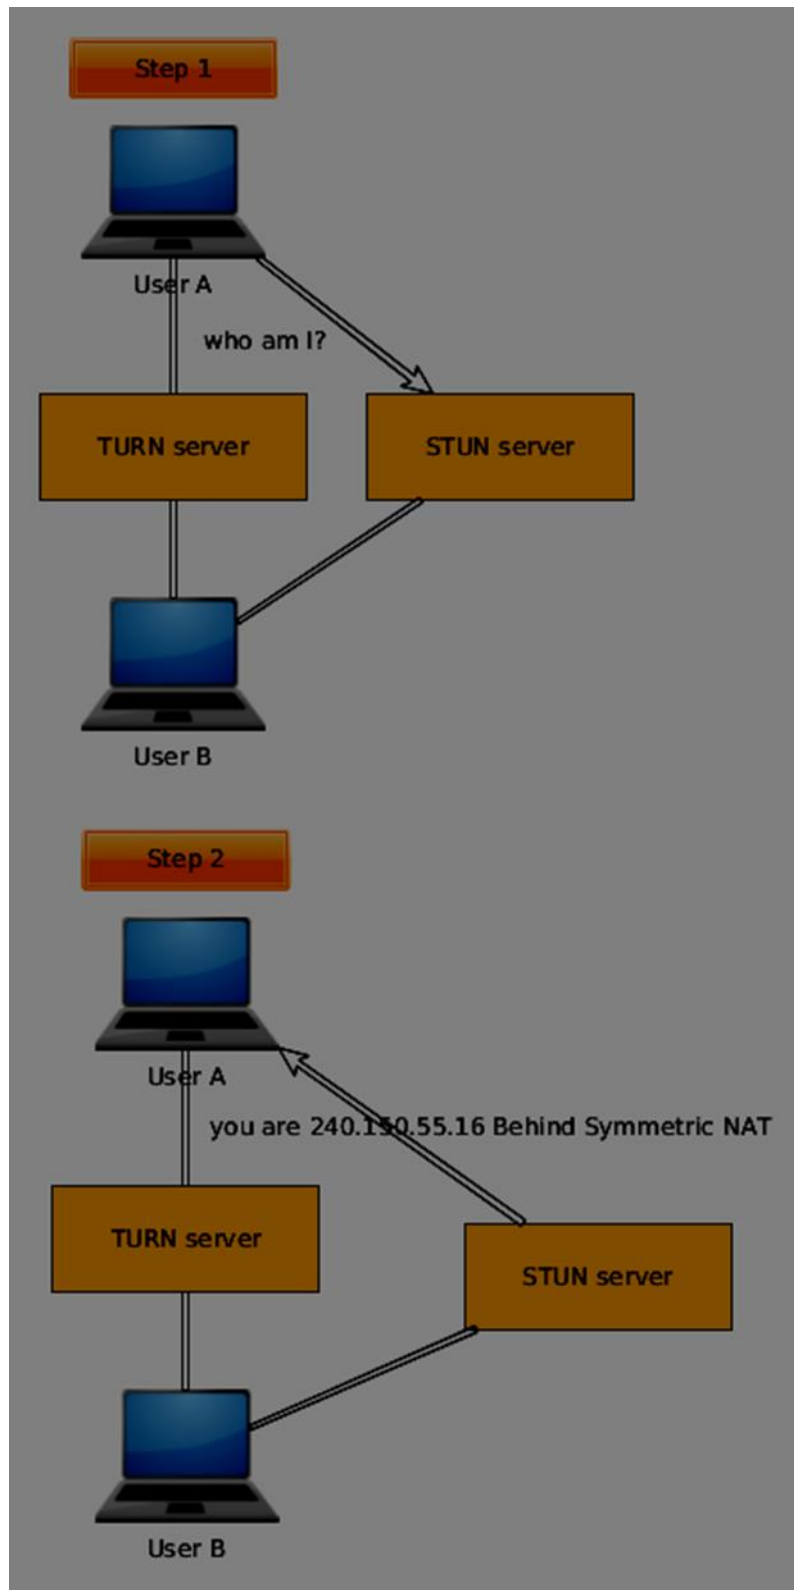 Step 1
User A
who am I?
TURN server
STUN server
User B
Step 2
User A
you are 240.150.55.16 Behind Symmetric NAT
TURN server
STUN server
User B